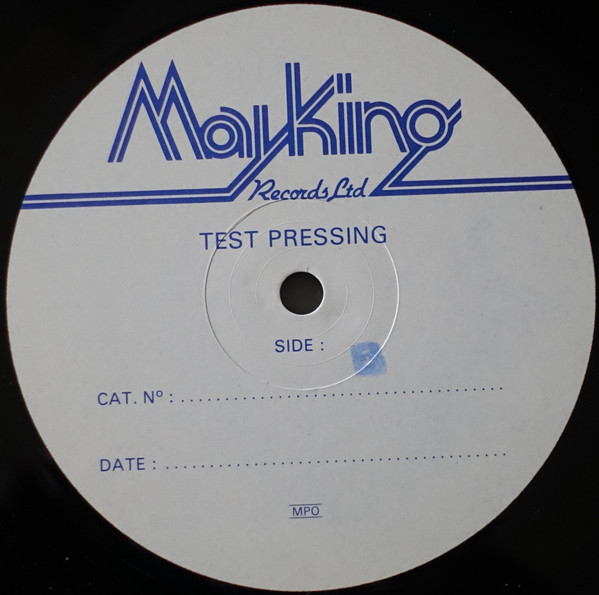 Mayking
Records Ltd
TEST PRESSING
SIDE : B
CAT. Nº : ......................................
DATE : ........................................
MPO